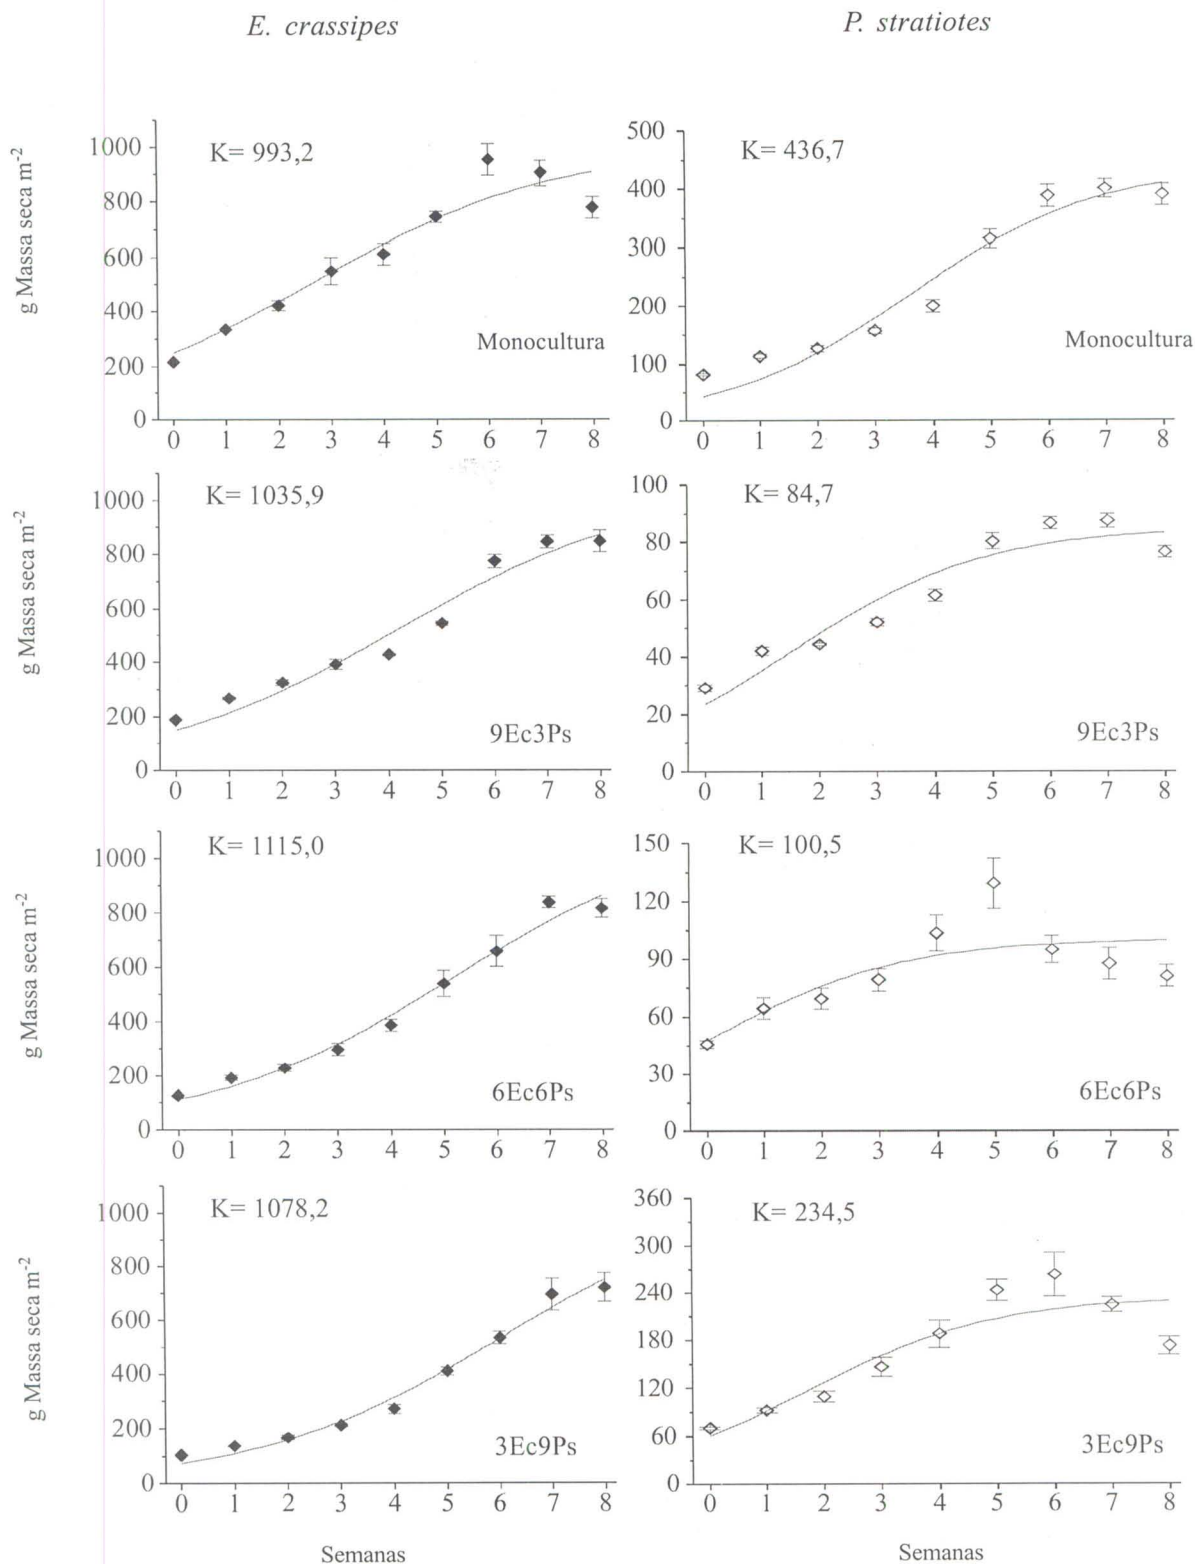 E. crassipes
P. stratiotes
g Massa seca m-2
1000
800
600
400
200
0
K= 993,2
Monocultura
0 1 2 3 4 5 6 7 8
500
400
300
200
100
0
K= 436,7
Monocultura
0 1 2 3 4 5 6 7 8
g Massa seca m-2
1000
800
600
400
200
0
K= 1035,9
9Ec3Ps
0 1 2 3 4 5 6 7 8
100
80
60
40
20
0
K= 84,7
9Ec3Ps
0 1 2 3 4 5 6 7 8
g Massa seca m-2
1000
800
600
400
200
0
K= 1115,0
6Ec6Ps
0 1 2 3 4 5 6 7 8
150
120
90
60
30
0
K= 100,5
6Ec6Ps
0 1 2 3 4 5 6 7 8
g Massa seca m-2
1000
800
600
400
200
0
K= 1078,2
3Ec9Ps
0 1 2 3 4 5 6 7 8
Semanas
360
300
240
180
120
60
0
K= 234,5
3Ec9Ps
0 1 2 3 4 5 6 7 8
Semanas